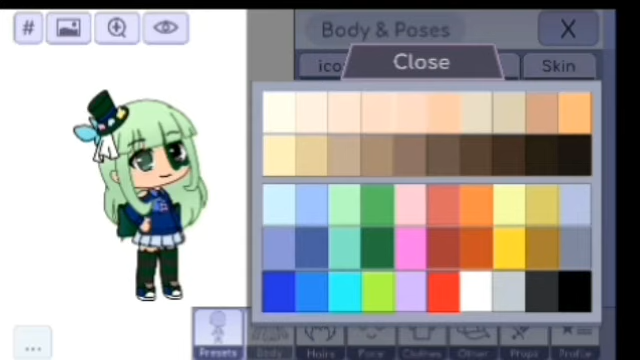 #
Body & Poses
X
Close
Skin
...
Presets
Body
Hairs
Face
Clothes
Other
Props
Profile